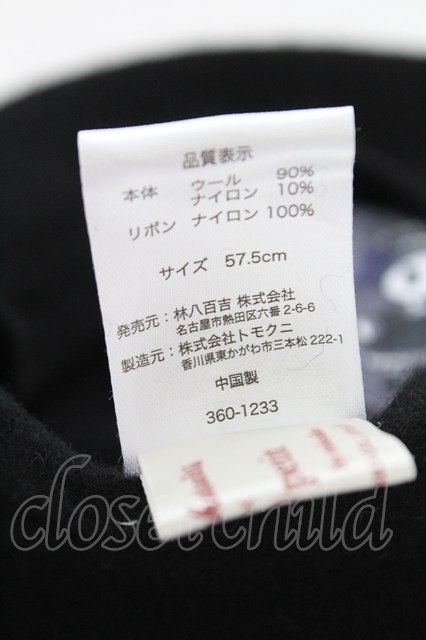 品質表示
本体 ウール 90%
ナイロン 10%
リボン ナイロン 100%
サイズ 57.5cm
発売元：林八百吉 株式会社
名古屋市熱田区六番 2-6-6
製造元：株式会社トモクニ
香川県東かがわ市三本松 222-1
中国製
360-1233
closet child